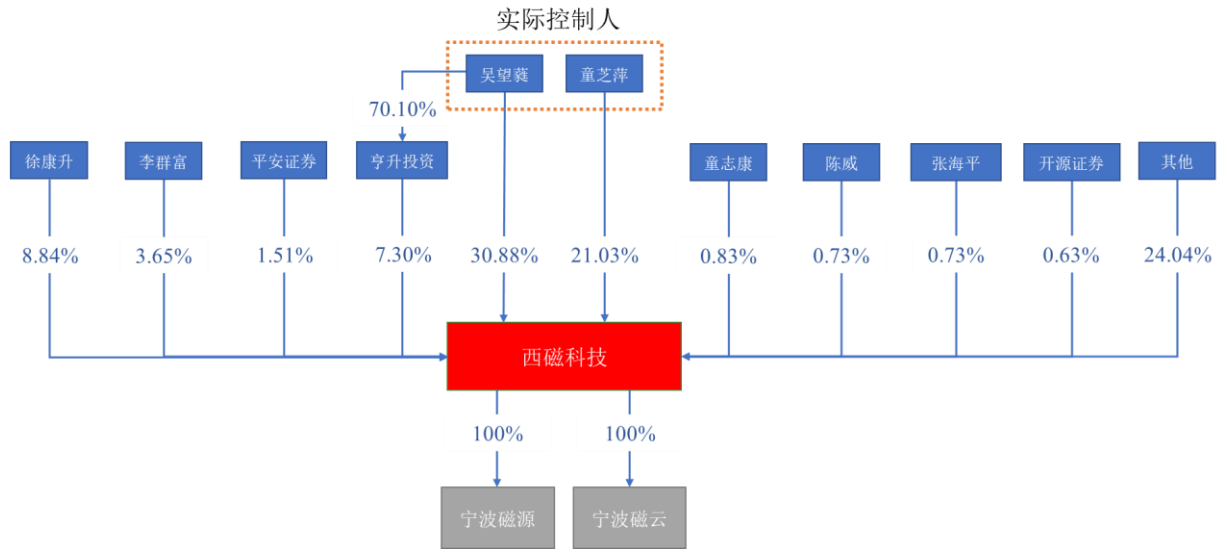 实际控制人
吴望蕤
童芝萍
70.10%
徐康升
李群富
平安证券
亨升投资
童志康
陈威
张海平
开源证券
其他
8.84%
3.65%
1.51%
7.30%
30.88%
21.03%
0.83%
0.73%
0.73%
0.63%
24.04%
西磁科技
100%
100%
宁波磁源
宁波磁云